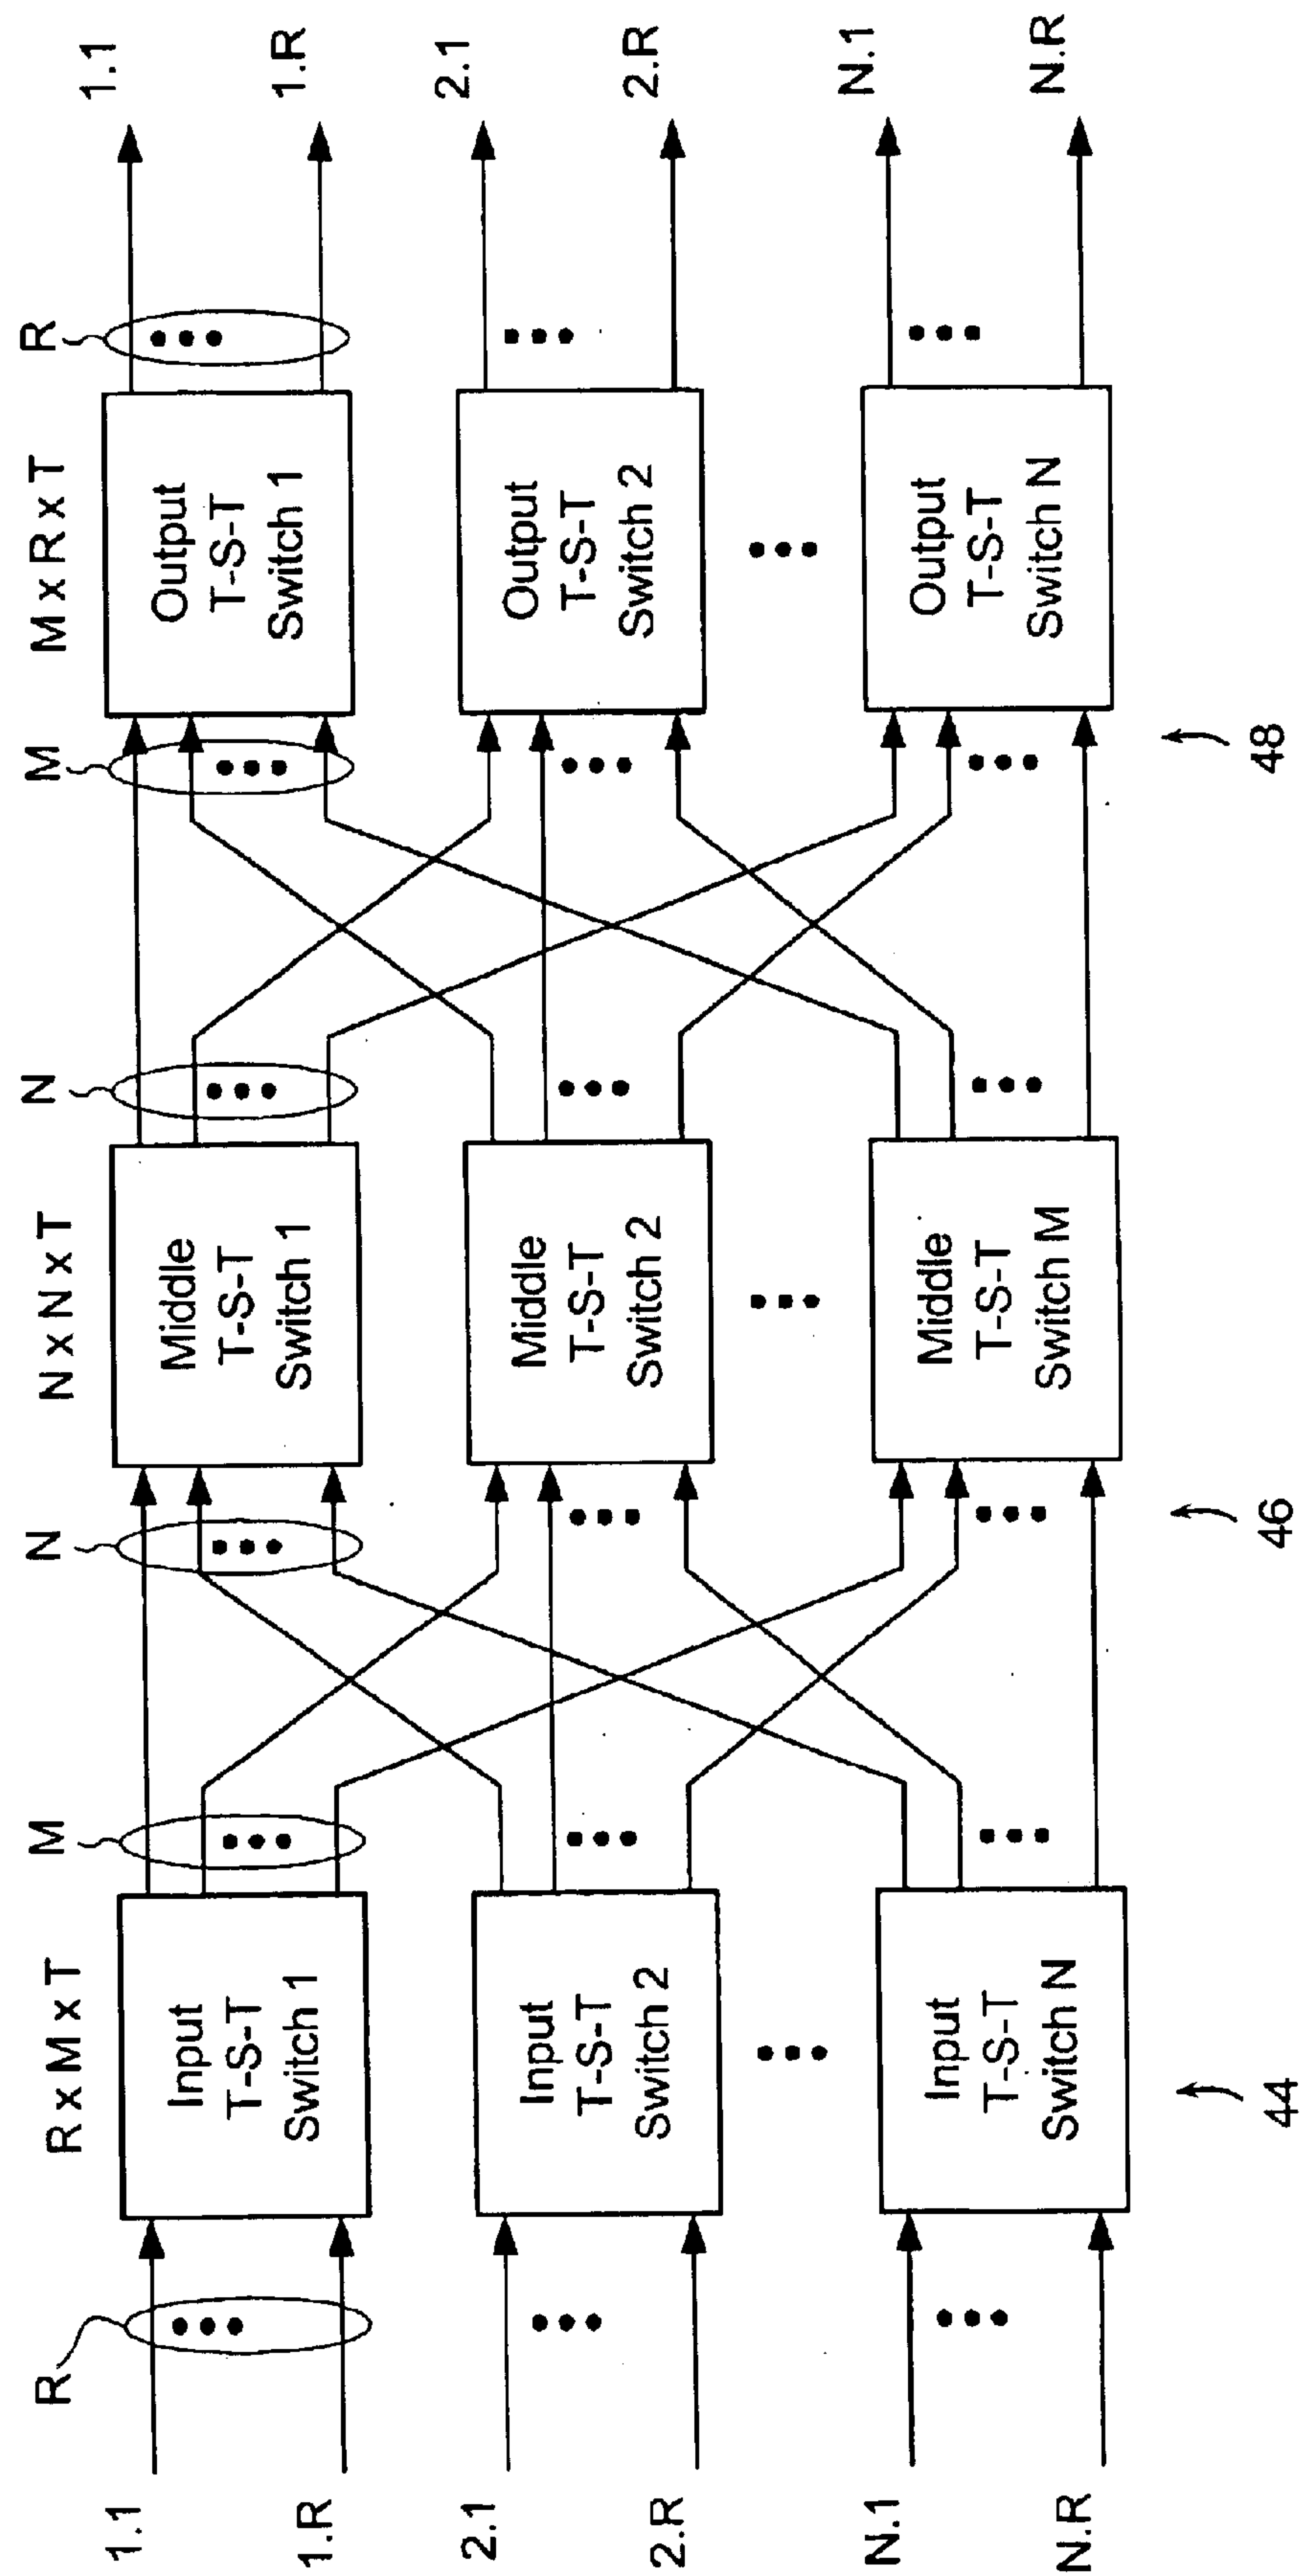 R x M x T
N x N x T
M x R x T
R
M
N
N
M
R
1.1
1.R
Input
T-S-T
Switch 1
Middle
T-S-T
Switch 1
Output
T-S-T
Switch 1
1.1
1.R
2.1
2.R
Input
T-S-T
Switch 2
Middle
T-S-T
Switch 2
Output
T-S-T
Switch 2
2.1
2.R
N.1
N.R
Input
T-S-T
Switch N
Middle
T-S-T
Switch M
Output
T-S-T
Switch N
N.1
N.R
44
46
48